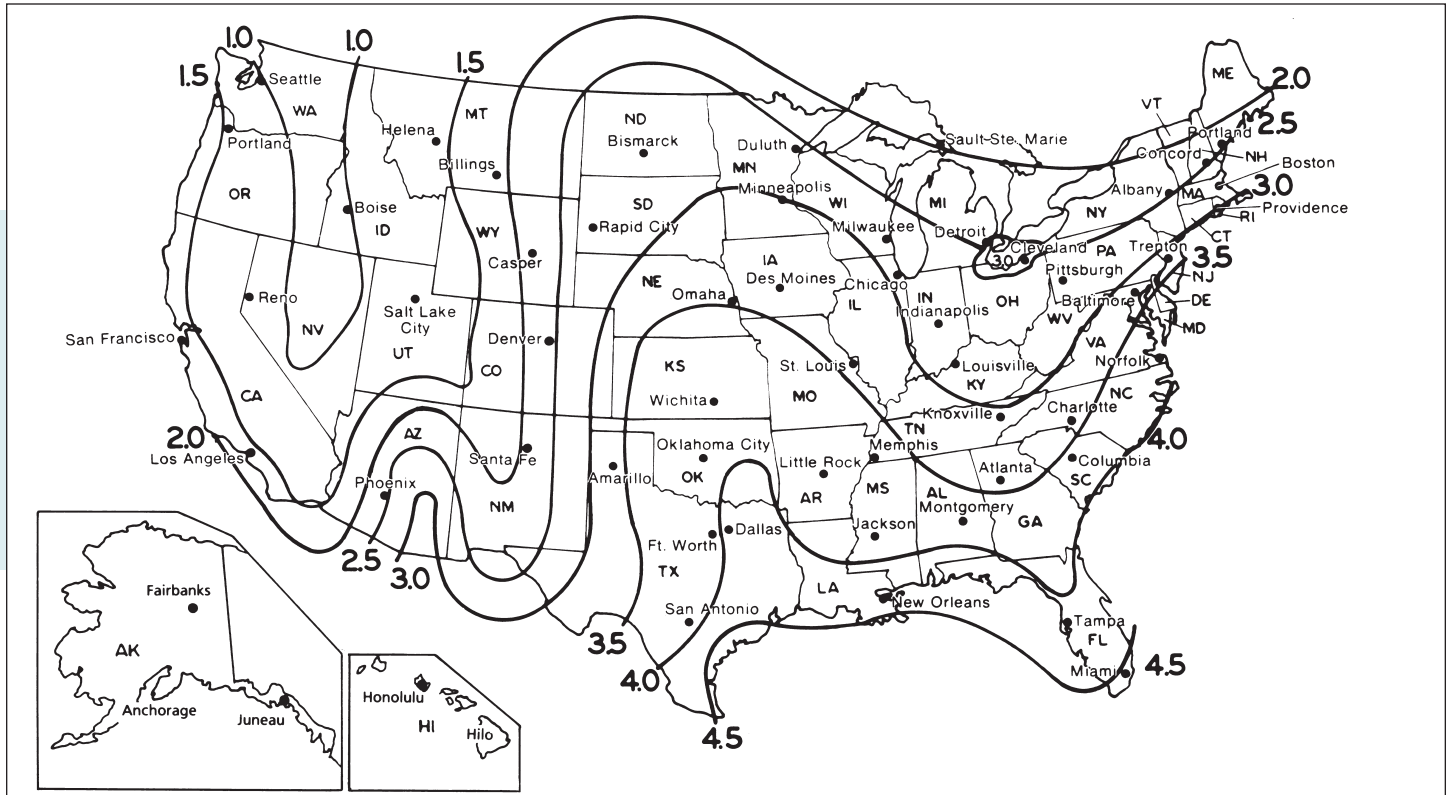 1.0
1.0
1.5
1.5
Seattle
WA
Portland
OR
Helena
MT
Billings
Boise
ID
WY
Casper
ND
Bismarck
SD
Rapid City
Duluth
MN
Minneapolis
WI
Milwaukee
MI
Detroit
Sault Ste. Marie
ME
2.0
VT
Portland
2.5
Concord
NH
Boston
Albany
MA
3.0
NY
RI
Providence
CT
Cleveland
3.0
PA
Trenton
3.5
Pittsburgh
NJ
Baltimore
DE
MD
Reno
NV
Salt Lake
City
UT
San Francisco
CA
Denver
CO
NE
Omaha
IA
Des Moines
Chicago
IL
IN
Indianapolis
OH
WV
VA
Norfolk
KS
Wichita
St. Louis
MO
Louisville
KY
Knoxville
TN
NC
Charlotte
4.0
2.0
Los Angeles
AZ
Phoenix
Santa Fe
NM
Amarillo
Oklahoma City
OK
Little Rock
AR
Memphis
MS
AL
Atlanta
Columbia
SC
Montgomery
GA
Jackson
2.5
3.0
Ft. Worth
Dallas
TX
San Antonio
LA
New Orleans
Tampa
FL
Miami
4.5
3.5
4.0
4.5
Fairbanks
AK
Anchorage
Juneau
Honolulu
HI
Hilo